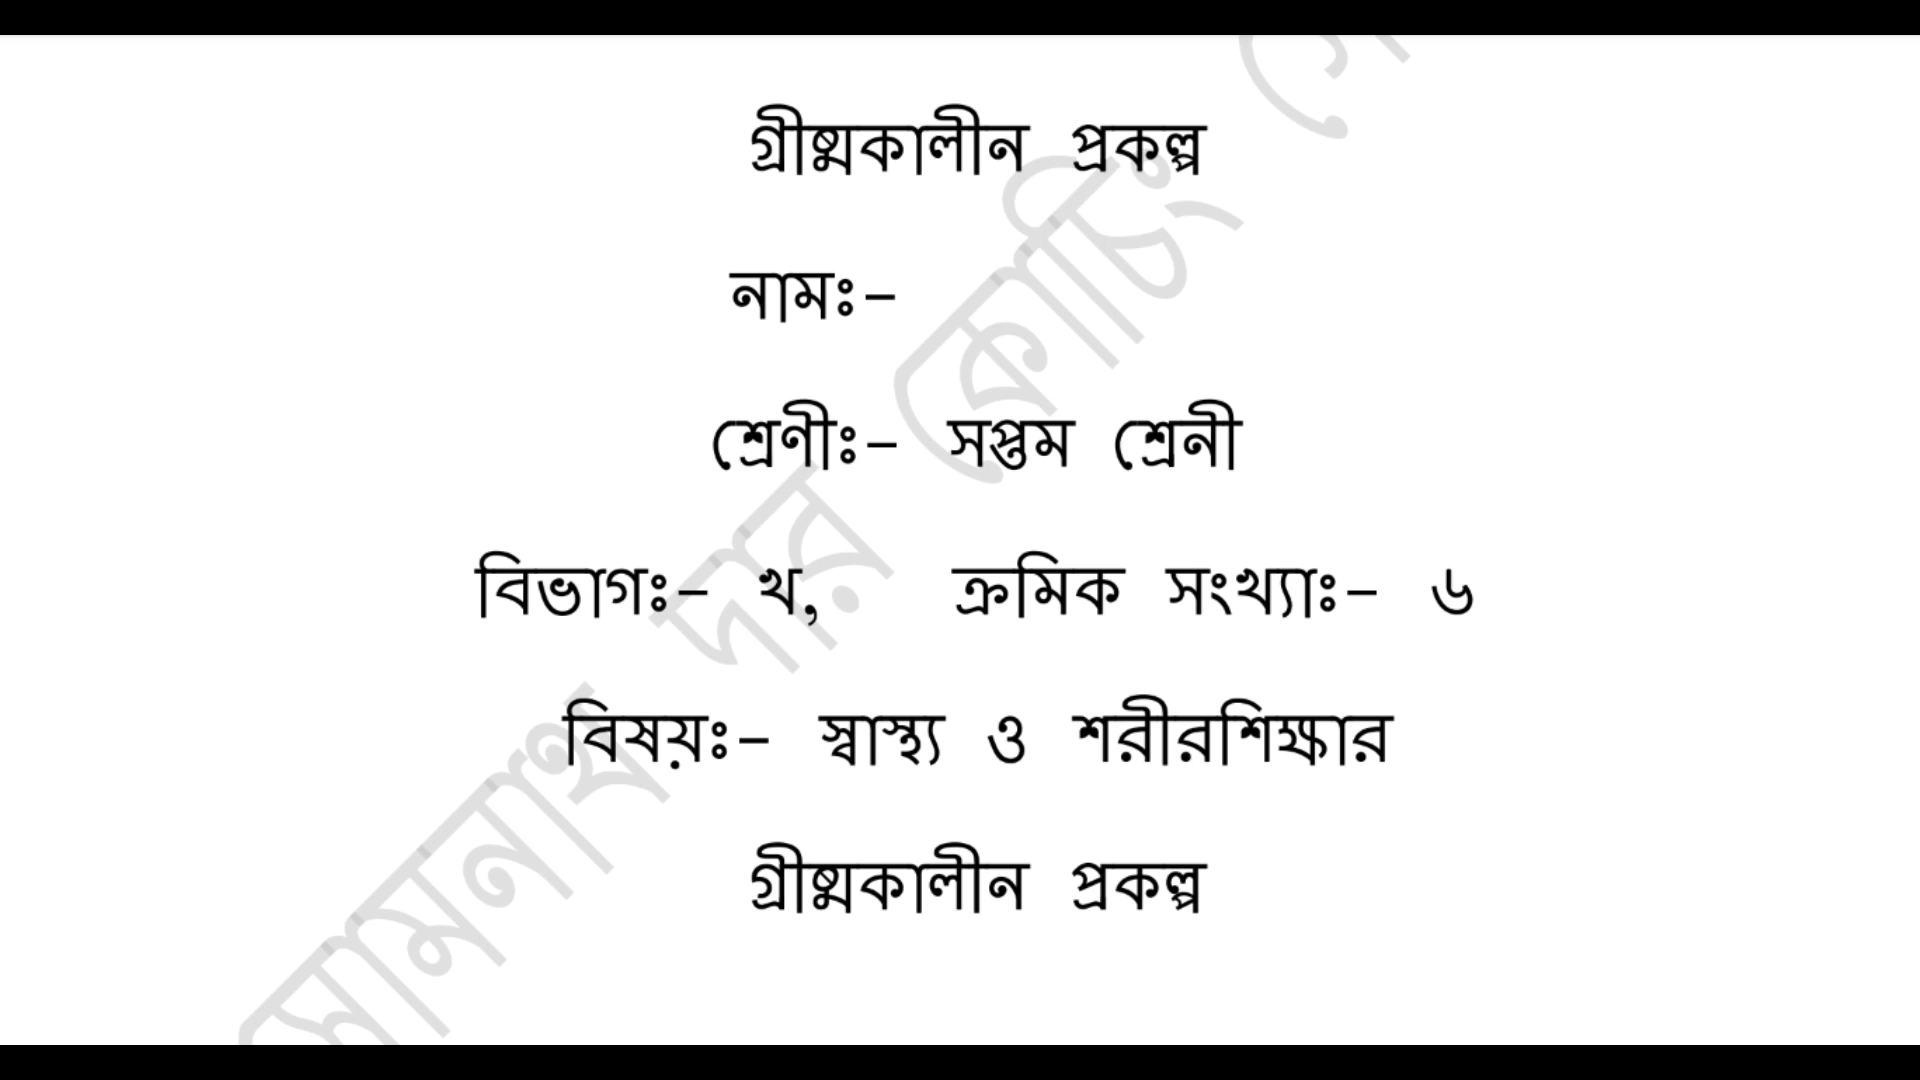 গ্রীষ্মকালীন প্রকল্প
নামঃ-
শ্রেণীঃ- সপ্তম শ্রেনী
বিভাগঃ- খ, ক্রমিক সংখ্যাঃ- ৬
বিষয়ঃ- স্বাস্থ্য ও শরীরশিক্ষার
গ্রীষ্মকালীন প্রকল্প
দার কোচিং